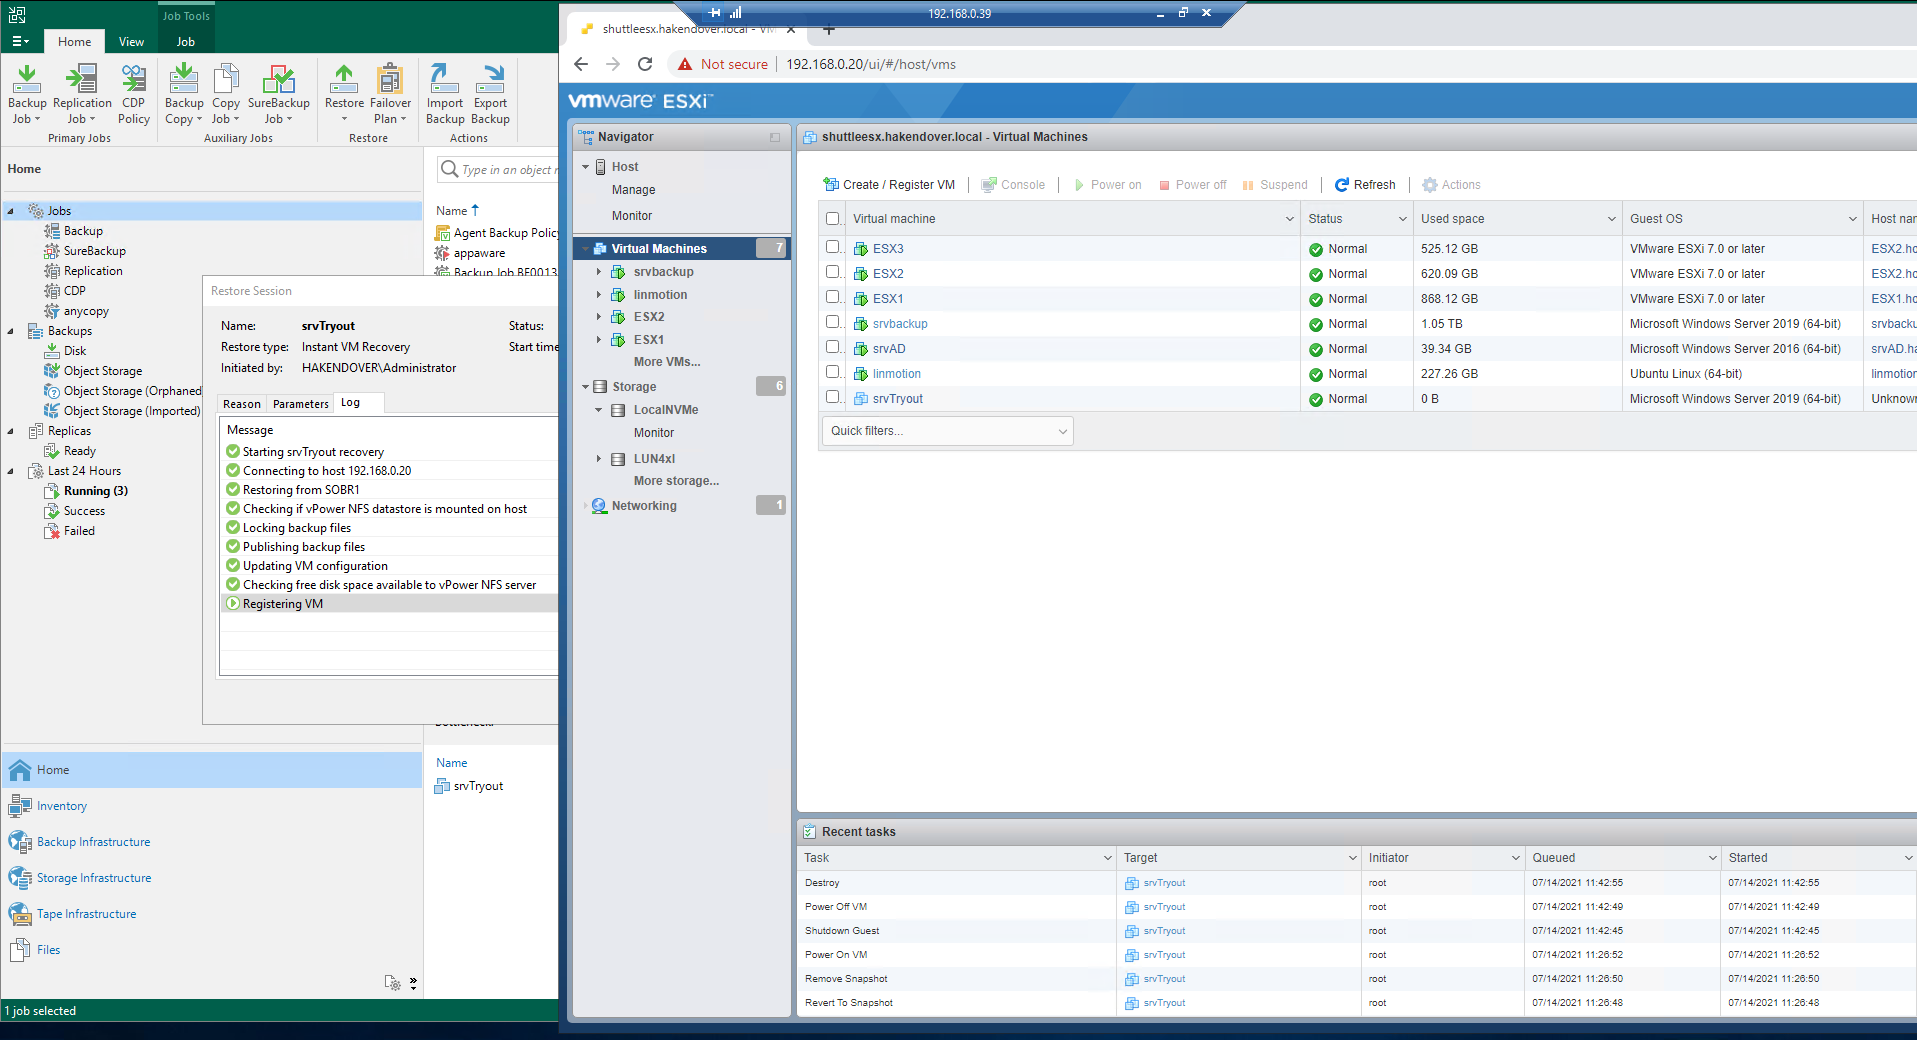 Job Tools
Home
View
Job
Backup Job
Replication Job
CDP Policy
Primary Jobs
Backup Copy
Copy Job
SureBackup Job
Auxiliary Jobs
Restore
Failover Plan
Restore
Import Backup
Export Backup
Actions
Home
Jobs
Backup
SureBackup
Replication
CDP
anycopy
Backups
Disk
Object Storage
Object Storage (Orphaned)
Object Storage (Imported)
Replicas
Ready
Last 24 Hours
Running (3)
Success
Failed
Type in an object
Name
Agent Backup Policy
appaware
Backup Job BF0013
Restore Session
Name: srvTryout Status:
Restore type: Instant VM Recovery Start time
Initiated by: HAKENDOVER\Administrator
Reason Parameters Log
Message
Starting srvTryout recovery
Connecting to host 192.168.0.20
Restoring from SOBR1
Checking if vPower NFS datastore is mounted on host
Locking backup files
Publishing backup files
Updating VM configuration
Checking free disk space available to vPower NFS server
Registering VM
Name
srvTryout
Home
Inventory
Backup Infrastructure
Storage Infrastructure
Tape Infrastructure
Files
1 job selected
192.168.0.39
shuttleesx.hakendover.local - VM
Not secure 192.168.0.20/ui/#/host/vms
vmware ESXi™
Navigator
Host
Manage
Monitor
Virtual Machines 7
srvbackup
linmotion
ESX2
ESX1
More VMs...
Storage 6
LocalNVMe
Monitor
LUN4xl
More storage...
Networking 1
shuttleesx.hakendover.local - Virtual Machines
Create / Register VM Console Power on Power off Suspend Refresh Actions
Virtual machine Status Used space Guest OS Host nam
ESX3 Normal 525.12 GB VMware ESXi 7.0 or later ESX2.ho
ESX2 Normal 620.09 GB VMware ESXi 7.0 or later ESX2.ho
ESX1 Normal 868.12 GB VMware ESXi 7.0 or later ESX1.ho
srvbackup Normal 1.05 TB Microsoft Windows Server 2019 (64-bit) srvbacku
srvAD Normal 39.34 GB Microsoft Windows Server 2016 (64-bit) srvAD.ha
linmotion Normal 227.26 GB Ubuntu Linux (64-bit) linmotion
srvTryout Normal 0 B Microsoft Windows Server 2019 (64-bit) Unknown
Quick filters...
Recent tasks
Task Target Initiator Queued Started
Destroy srvTryout root 07/14/2021 11:42:55 07/14/2021 11:42:55
Power Off VM srvTryout root 07/14/2021 11:42:49 07/14/2021 11:42:49
Shutdown Guest srvTryout root 07/14/2021 11:42:45 07/14/2021 11:42:45
Power On VM srvTryout root 07/14/2021 11:26:52 07/14/2021 11:26:52
Remove Snapshot srvTryout root 07/14/2021 11:26:50 07/14/2021 11:26:50
Revert To Snapshot srvTryout root 07/14/2021 11:26:48 07/14/2021 11:26:48